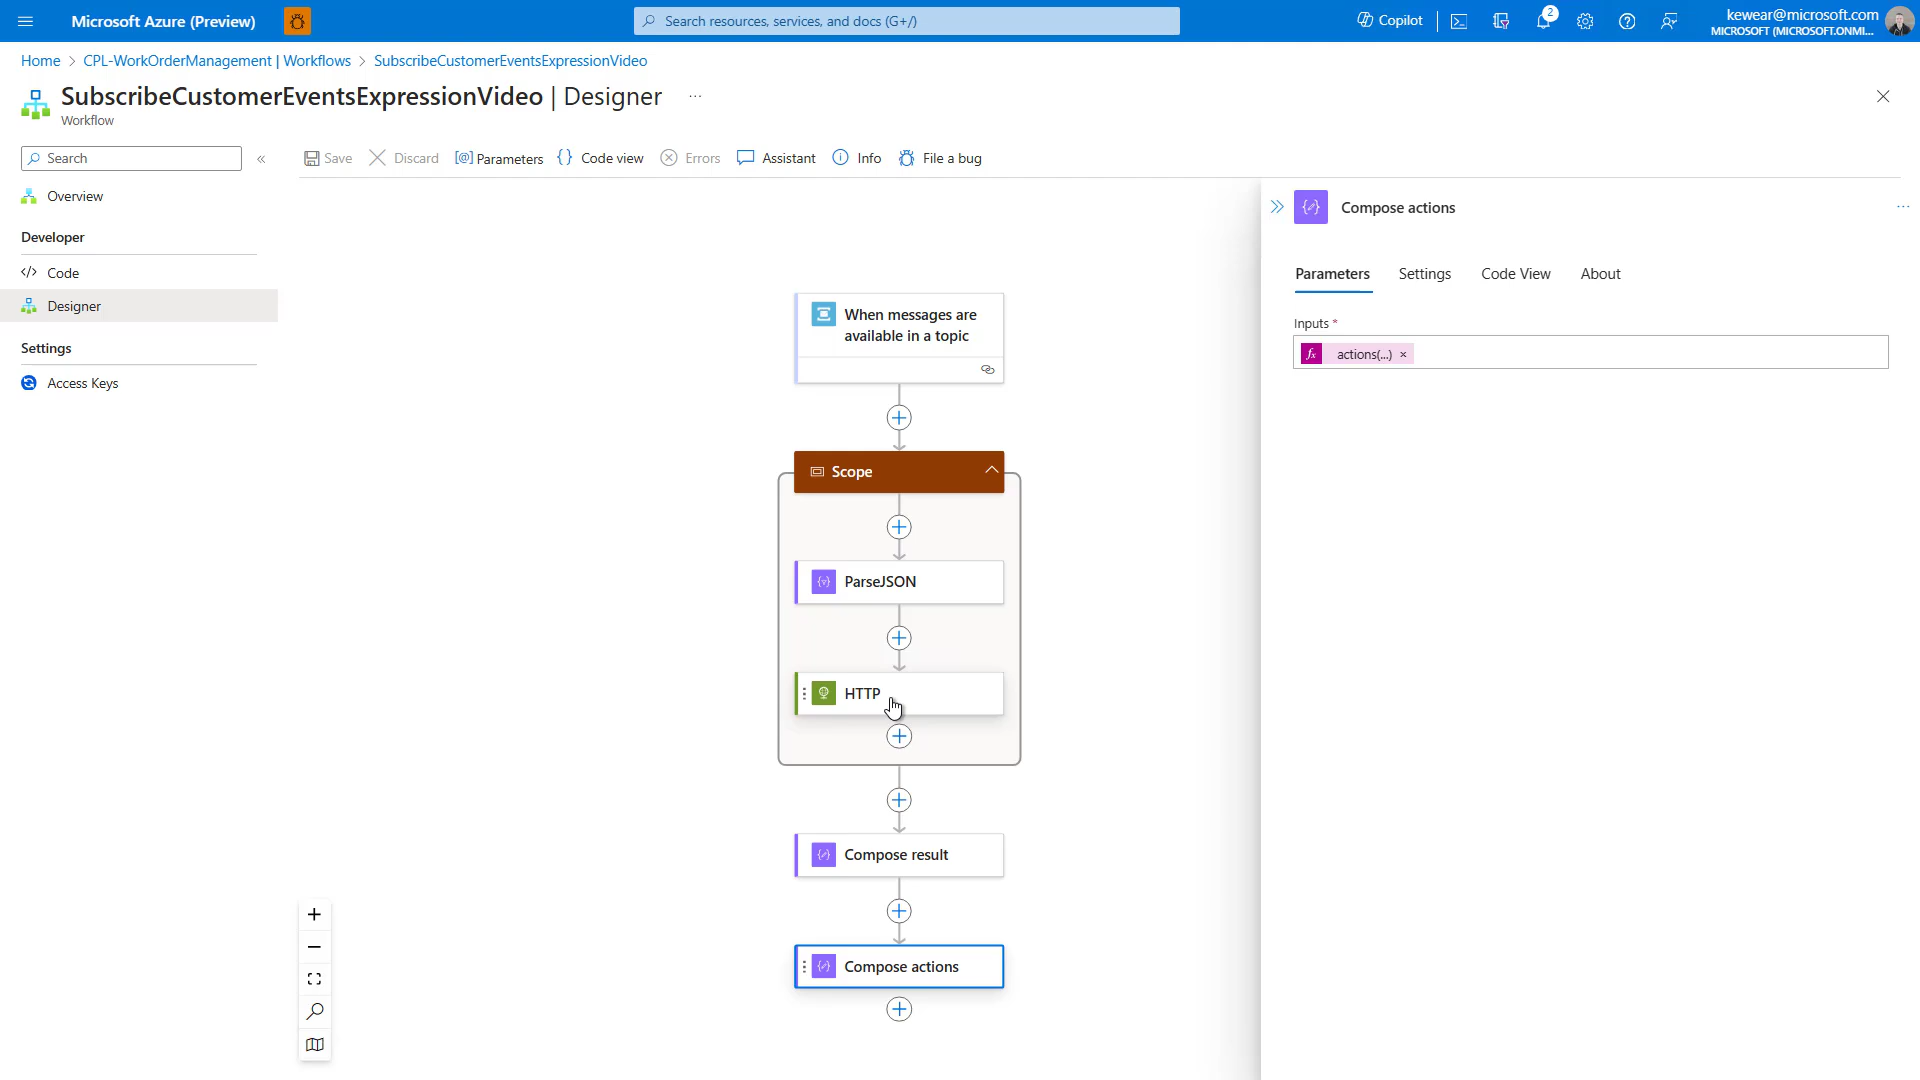 Microsoft Azure (Preview)
Search resources, services, and docs (G+/)
Copilot
2
kewear@microsoft.com
MICROSOFT (MICROSOFT.ONMI...
Home > CPL-WorkOrderManagement | Workflows > SubscribeCustomerEventsExpressionVideo
SubscribeCustomerEventsExpressionVideo | Designer ...
Workflow
Search
«
Overview
Developer
Code
Designer
Settings
Access Keys
Save
Discard
Parameters
Code view
Errors
Assistant
Info
File a bug
When messages are
available in a topic
Scope
ParseJSON
HTTP
Compose result
Compose actions
Compose actions
...
Parameters
Settings
Code View
About
Inputs *
fx actions(...) ×